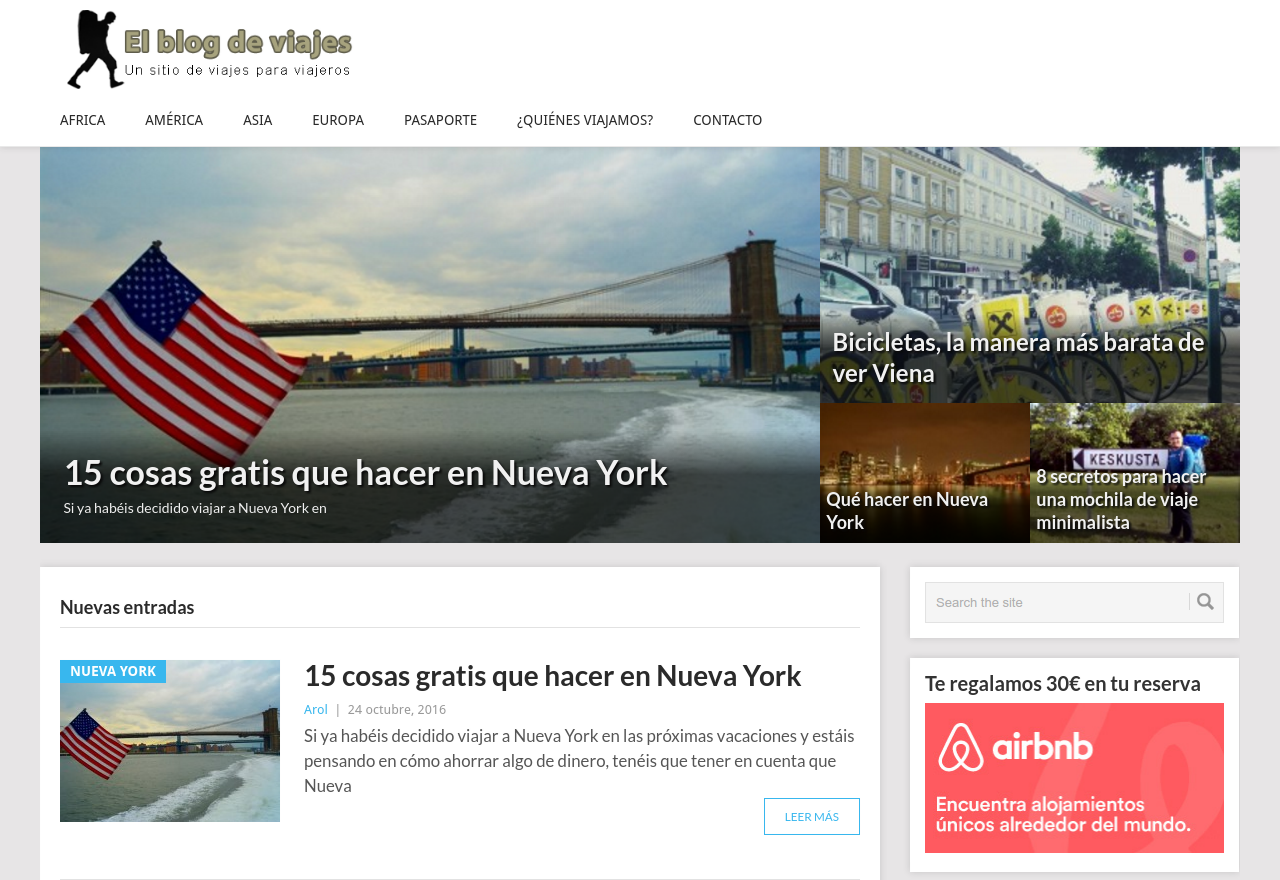 El blog de viajes
Un sitio de viajes para viajeros
AFRICA AMÉRICA ASIA EUROPA PASAPORTE ¿QUIÉNES VIAJAMOS? CONTACTO
15 cosas gratis que hacer en Nueva York
Si ya habéis decidido viajar a Nueva York en
Bicicletas, la manera más barata de
ver Viena
Qué hacer en Nueva
York
KESKUSTA
8 secretos para hacer
una mochila de viaje
minimalista
Nuevas entradas
NUEVA YORK
15 cosas gratis que hacer en Nueva York
Arol | 24 octubre, 2016
Si ya habéis decidido viajar a Nueva York en las próximas vacaciones y estáis
pensando en cómo ahorrar algo de dinero, tenéis que tener en cuenta que
Nueva
LEER MÁS
Search the site
Te regalamos 30€ en tu reserva
airbnb
Encuentra alojamientos
únicos alrededor del mundo.